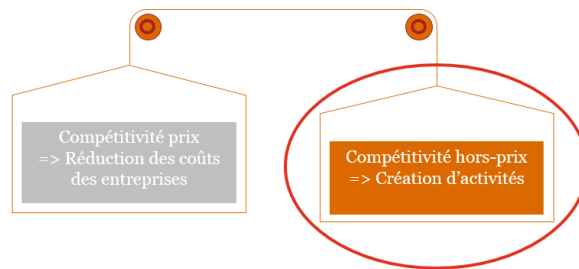 Compétitivité prix
=> Réduction des coûts
des entreprises
Compétitivité hors-prix
=> Création d’activités